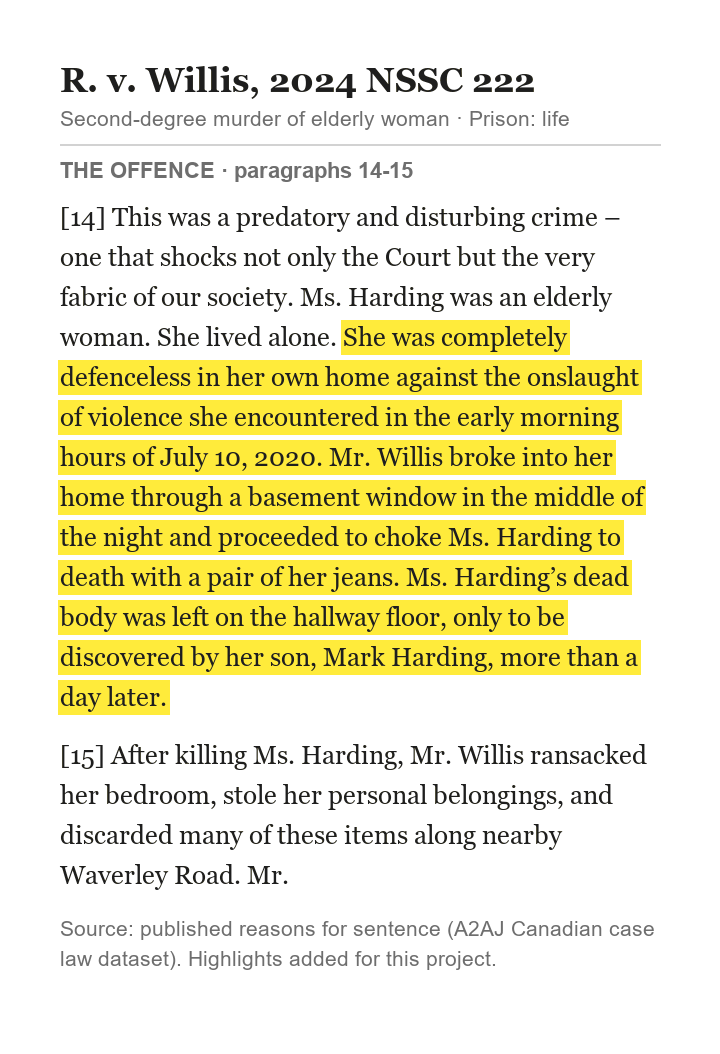 R. v. Willis, 2024 NSSC 222
Second-degree murder of elderly woman · Prison: life
THE OFFENCE · paragraphs 14-15
[14] This was a predatory and disturbing crime –
one that shocks not only the Court but the very
fabric of our society. Ms. Harding was an elderly
woman. She lived alone. She was completely
defenceless in her own home against the onslaught
of violence she encountered in the early morning
hours of July 10, 2020. Mr. Willis broke into her
home through a basement window in the middle of
the night and proceeded to choke Ms. Harding to
death with a pair of her jeans. Ms. Harding’s dead
body was left on the hallway floor, only to be
discovered by her son, Mark Harding, more than a
day later.
[15] After killing Ms. Harding, Mr. Willis ransacked
her bedroom, stole her personal belongings, and
discarded many of these items along nearby
Waverley Road. Mr.
Source: published reasons for sentence (A2AJ Canadian case
law dataset). Highlights added for this project.